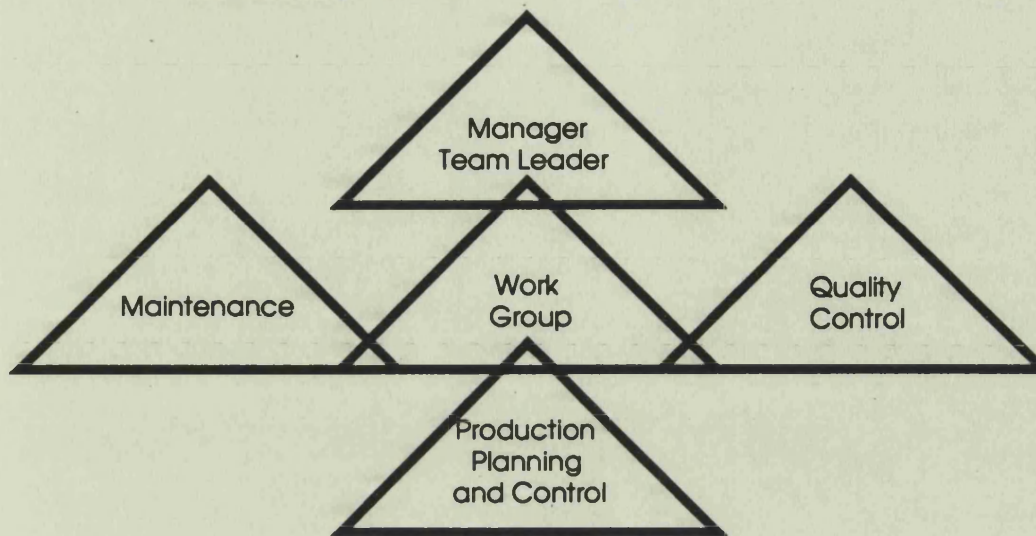 Manager
Team Leader
Maintenance
Work
Group
Quality
Control
Production
Planning
and Control